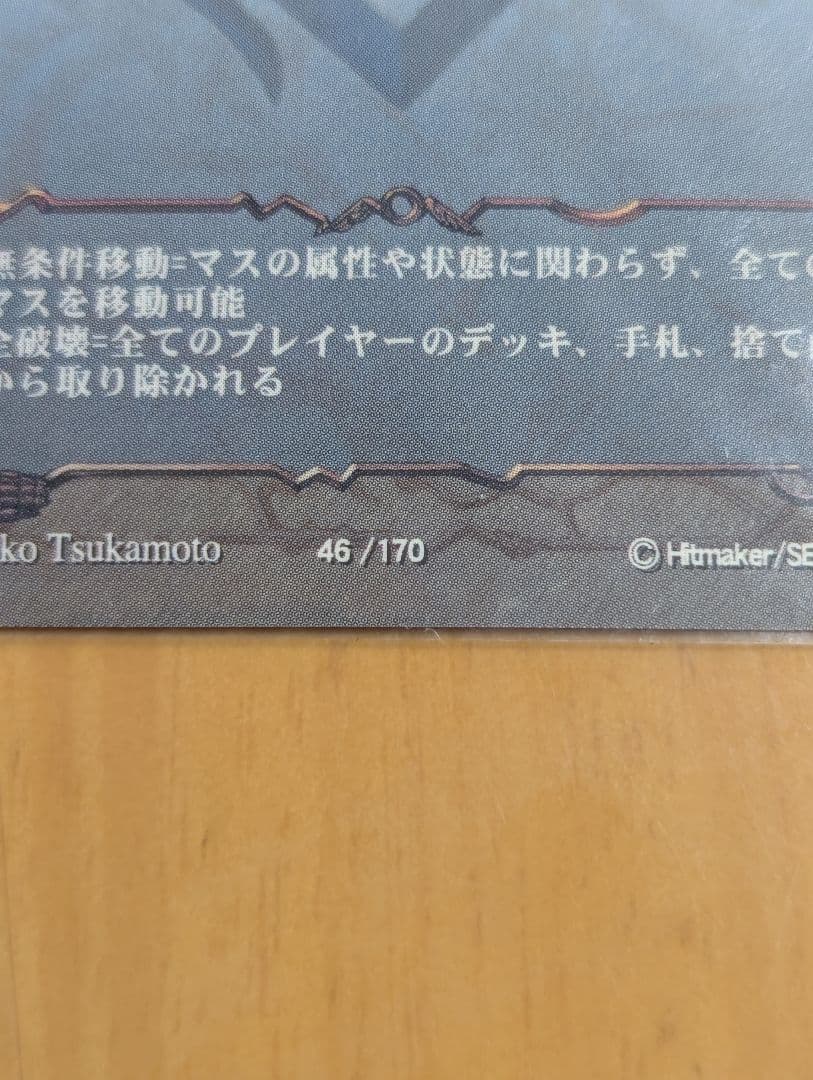 無条件移動=マスの属性や状態に関わらず、全ての
マスを移動可能
全破壊=全てのプレイヤーのデッキ、手札、捨て
から取り除かれる
ko Tsukamoto 46 /170 © Hitmaker/SE